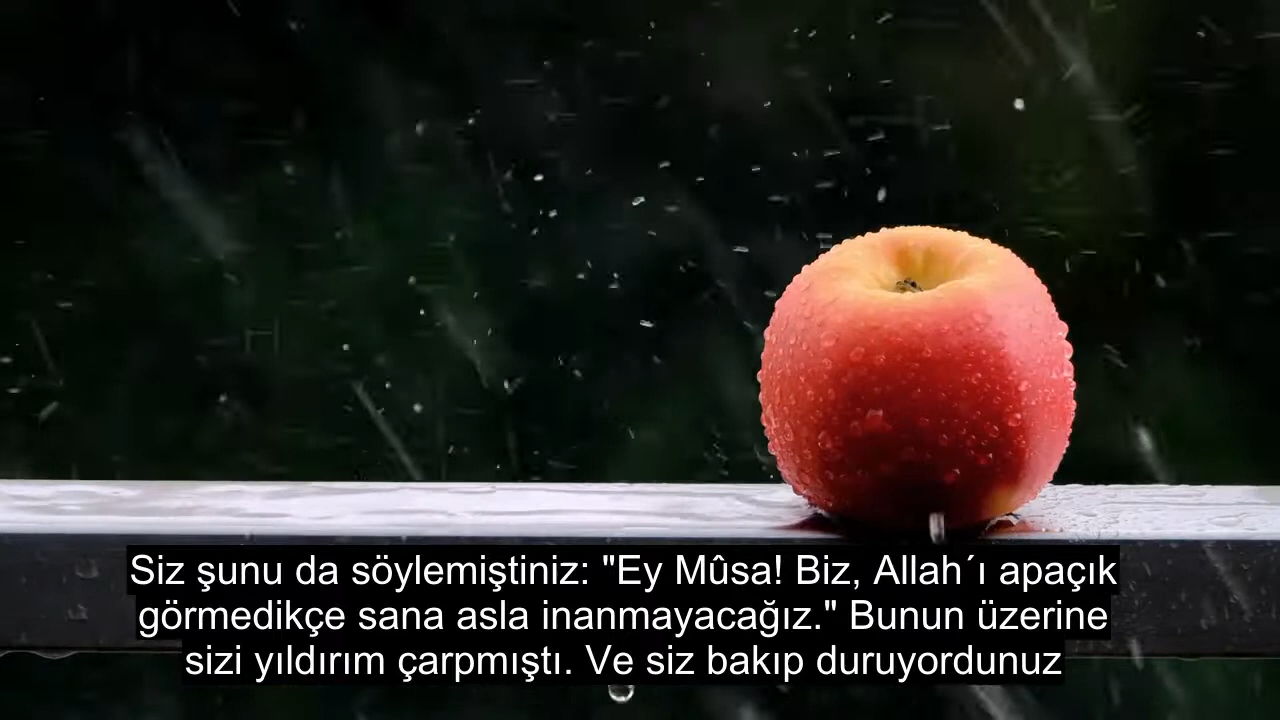 Siz şunu da söylemiştiniz: "Ey Mûsa! Biz, Allah´ı apaçık
görmedikçe sana asla inanmayacağız." Bunun üzerine
sizi yıldırım çarpmıştı. Ve siz bakıp duruyordunuz